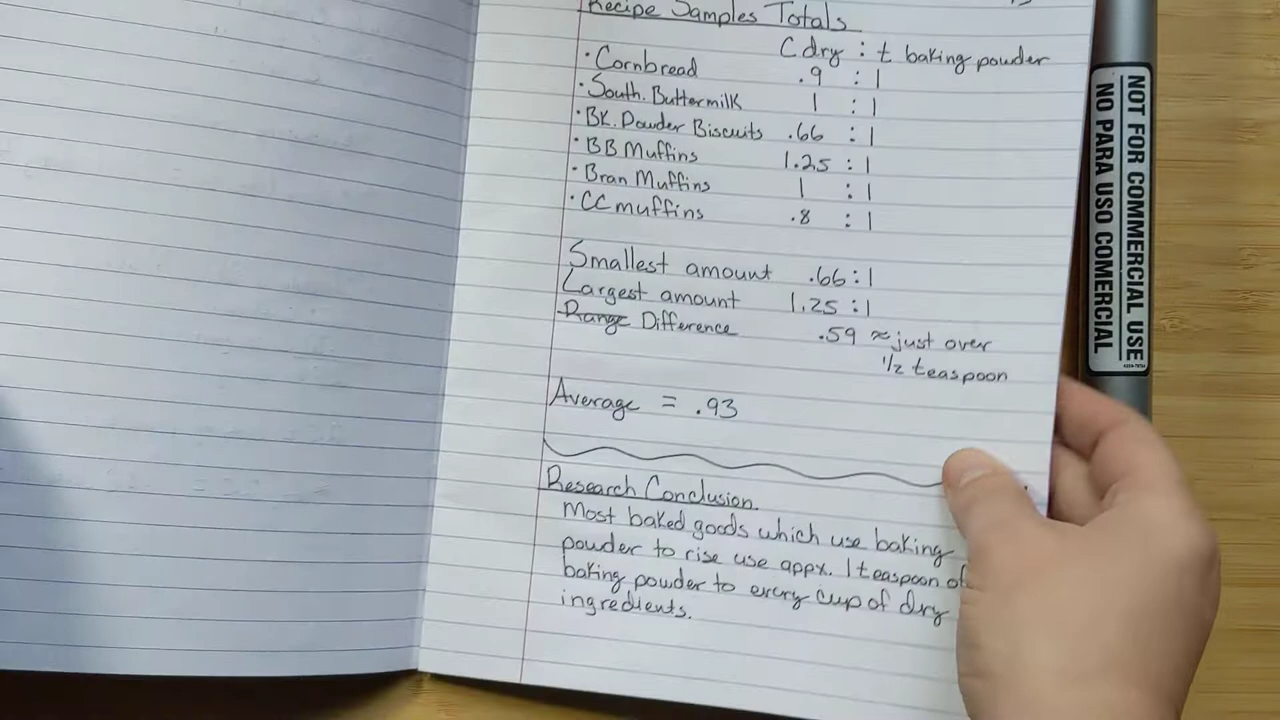 Recipe Samples Totals
C dry : t baking powder
· Cornbread .9 : 1
· South. Buttermilk 1 : 1
· BK. Powder Biscuits .66 : 1
· BB Muffins 1.25 : 1
· Bran Muffins 1 : 1
· CC muffins .8 : 1
Smallest amount .66 : 1
Largest amount 1.25 : 1
Range Difference .59 ≈ just over
1/2 teaspoon
Average = .93
Research Conclusion
Most baked goods which use baking
powder to rise use appx. 1 teaspoon of
baking powder to every cup of dry
ingredients.
NOT FOR COMMERCIAL USE
NO PARA USO COMERCIAL